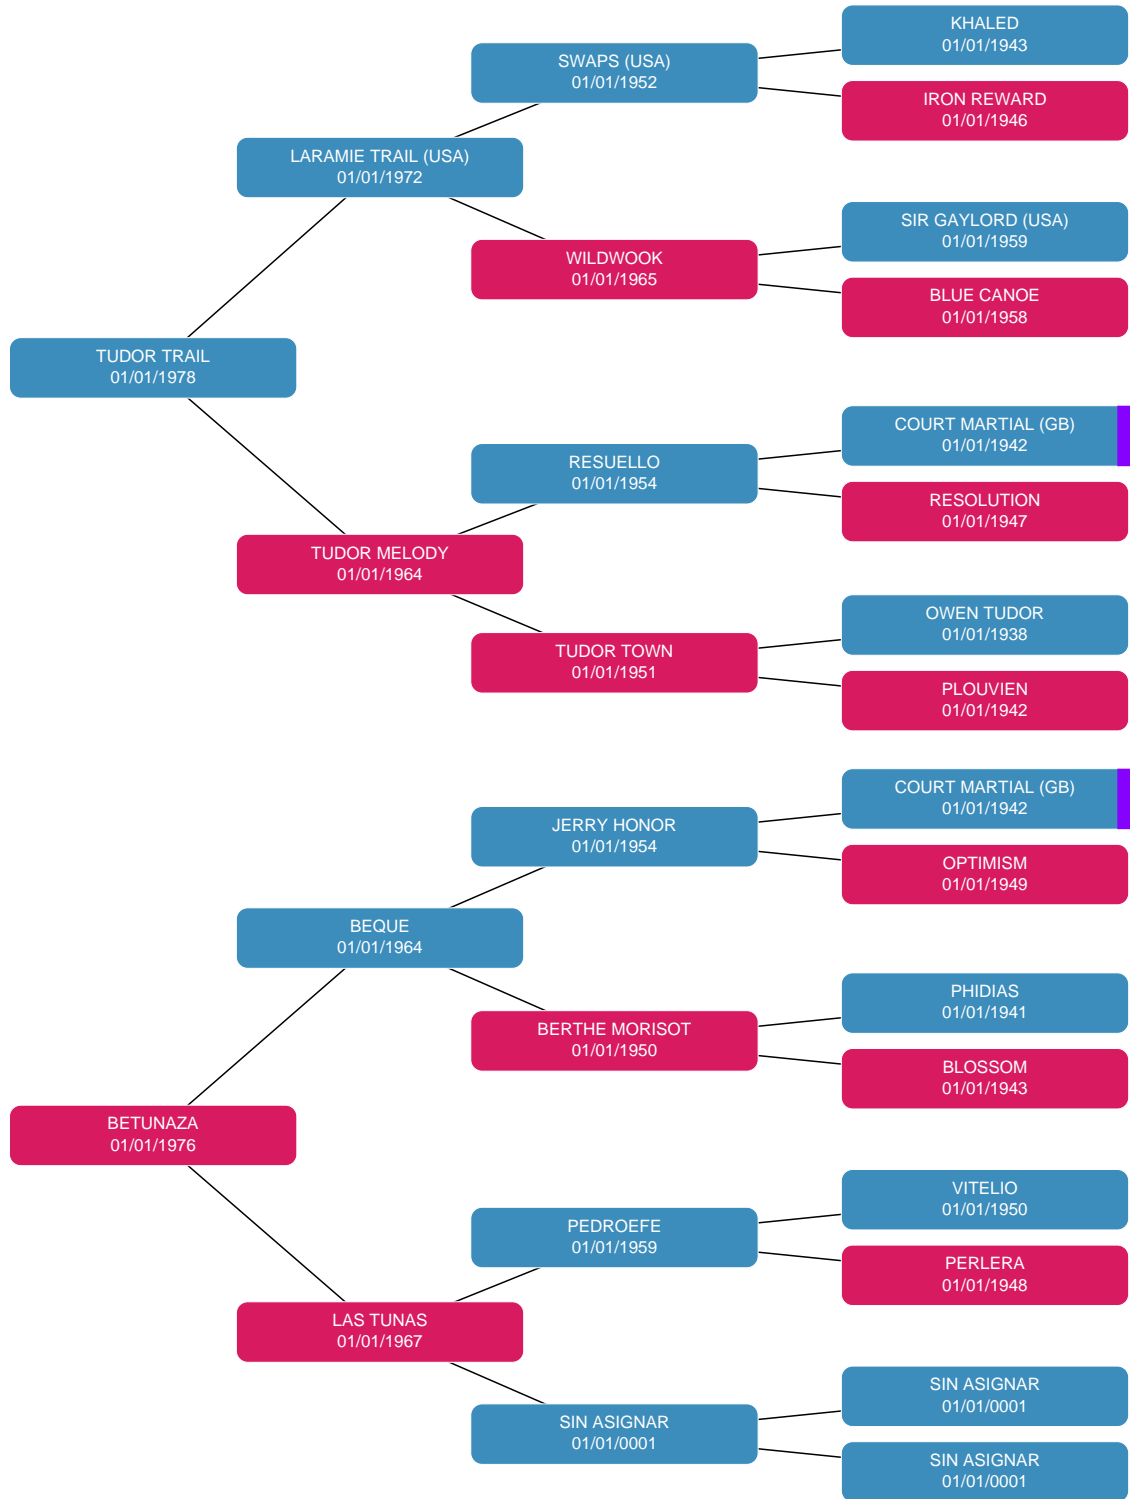 KHALED
01/01/1943
SWAPS (USA)
01/01/1952
IRON REWARD
01/01/1946
LARAMIE TRAIL (USA)
01/01/1972
SIR GAYLORD (USA)
01/01/1959
WILDWOOK
01/01/1965
BLUE CANOE
01/01/1958
TUDOR TRAIL
01/01/1978
COURT MARTIAL (GB)
01/01/1942
RESUELLO
01/01/1954
RESOLUTION
01/01/1947
TUDOR MELODY
01/01/1964
OWEN TUDOR
01/01/1938
TUDOR TOWN
01/01/1951
PLOUVIEN
01/01/1942
COURT MARTIAL (GB)
01/01/1942
JERRY HONOR
01/01/1954
OPTIMISM
01/01/1949
BEQUE
01/01/1964
PHIDIAS
01/01/1941
BERTHE MORISOT
01/01/1950
BLOSSOM
01/01/1943
BETUNAZA
01/01/1976
VITELIO
01/01/1950
PEDROEFE
01/01/1959
PERLERA
01/01/1948
LAS TUNAS
01/01/1967
SIN ASIGNAR
01/01/0001
SIN ASIGNAR
01/01/0001
SIN ASIGNAR
01/01/0001